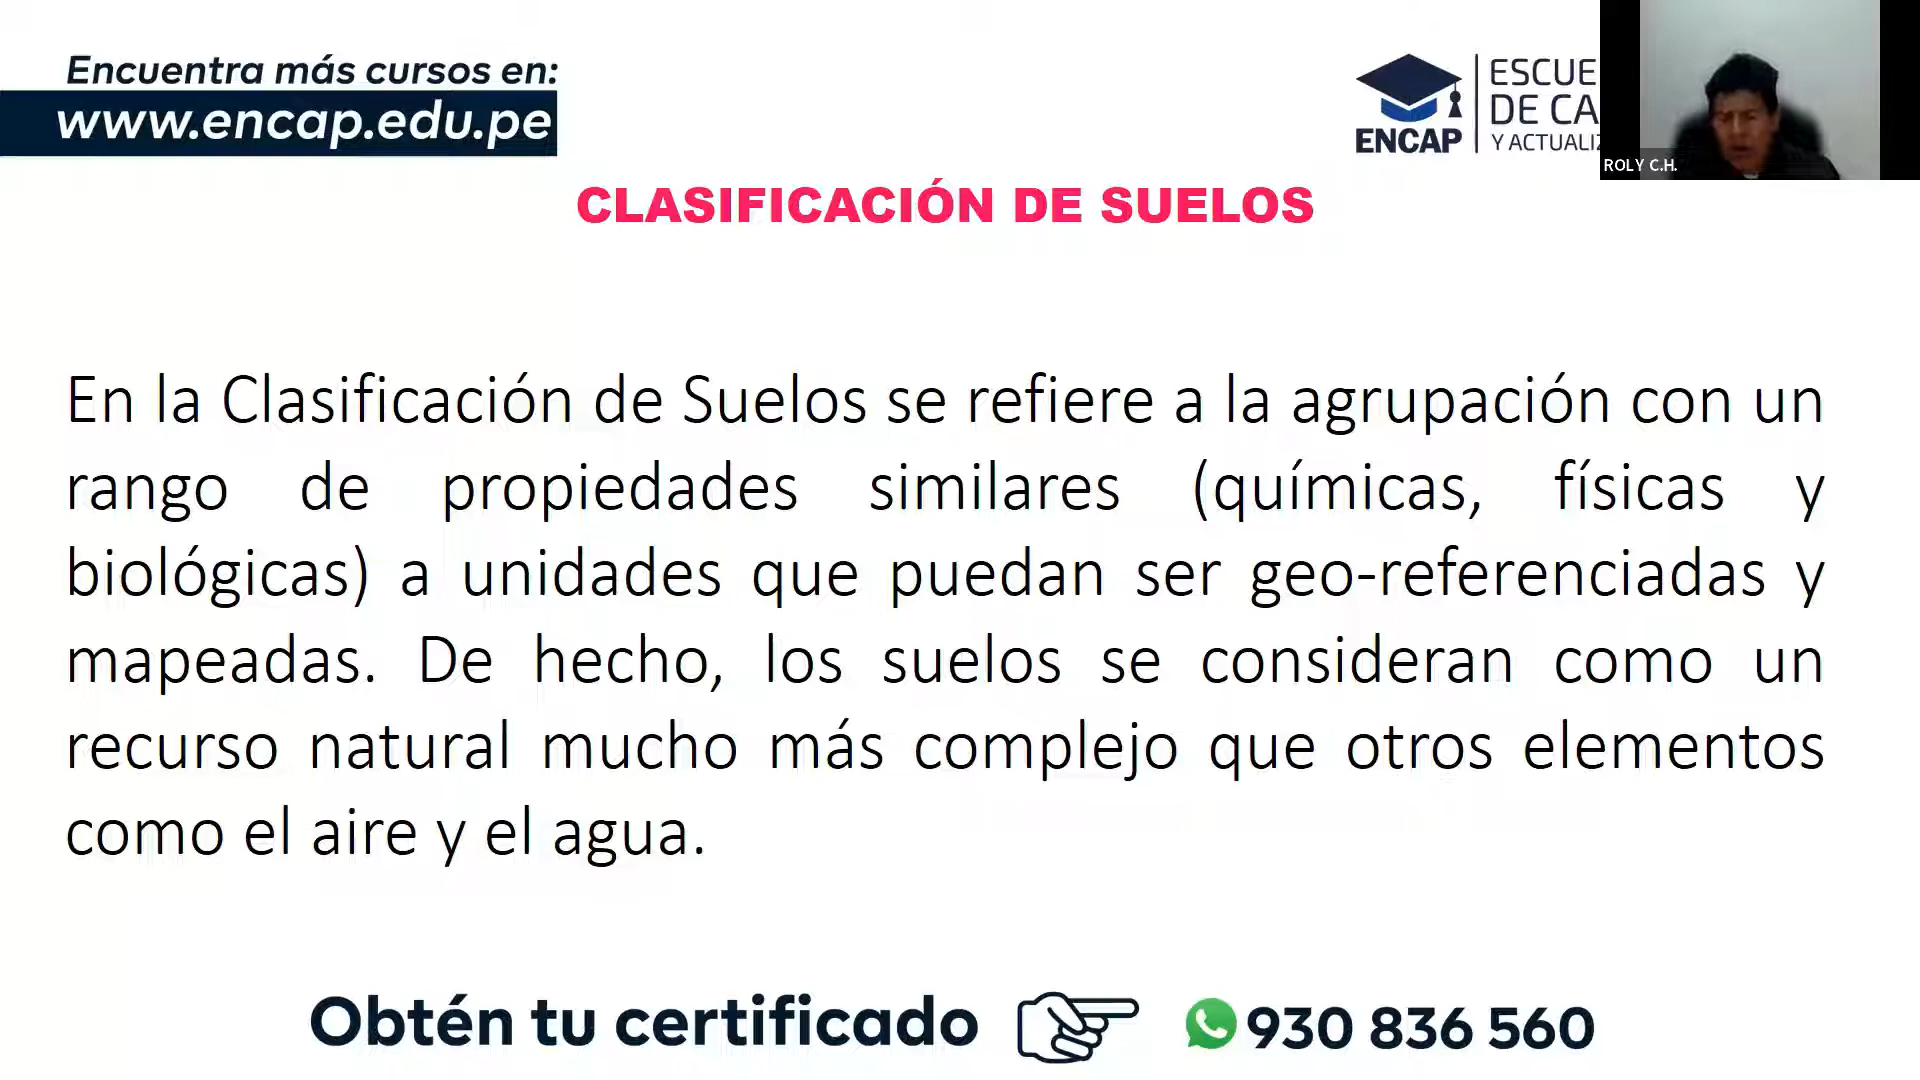 Encuentra más cursos en:
www.encap.edu.pe
ENCAP
ESCUE
DE CA
Y ACTUALIZ
ROLY C.H.
CLASIFICACIÓN DE SUELOS
En la Clasificación de Suelos se refiere a la agrupación con un
rango de propiedades similares (químicas, físicas y
biológicas) a unidades que puedan ser geo-referenciadas y
mapeadas. De hecho, los suelos se consideran como un
recurso natural mucho más complejo que otros elementos
como el aire y el agua.
Obtén tu certificado
930 836 560